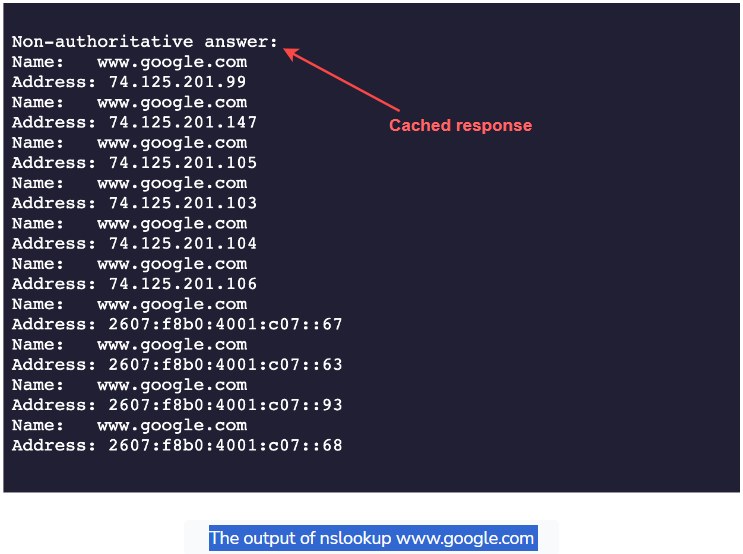 Non-authoritative answer:
Name:   www.google.com
Address: 74.125.201.99
Name:   www.google.com
Address: 74.125.201.147
Cached response
Name:   www.google.com
Address: 74.125.201.105
Name:   www.google.com
Address: 74.125.201.103
Name:   www.google.com
Address: 74.125.201.104
Name:   www.google.com
Address: 74.125.201.106
Name:   www.google.com
Address: 2607:f8b0:4001:c07::67
Name:   www.google.com
Address: 2607:f8b0:4001:c07::63
Name:   www.google.com
Address: 2607:f8b0:4001:c07::93
Name:   www.google.com
Address: 2607:f8b0:4001:c07::68
The output of nslookup www.google.com